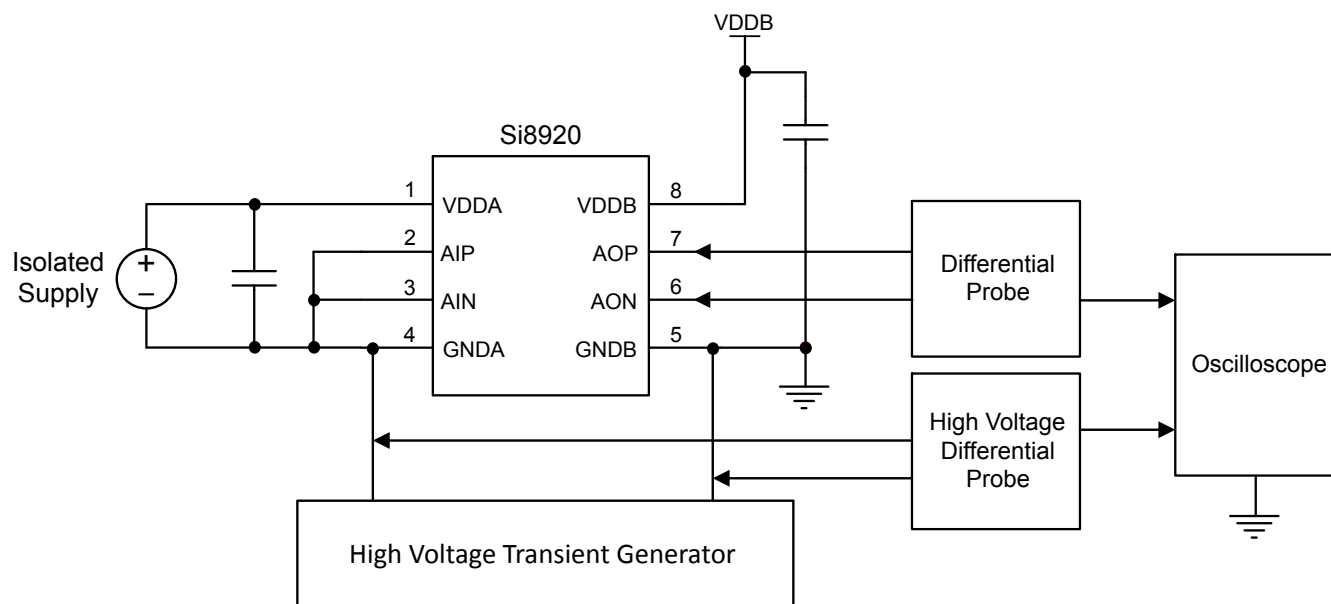 VDDB
Si8920
1
VDDA
VDDB
8
2
AIP
AOP
7
3
AIN
AON
6
4
GNDA
GNDB
5
Isolated
Supply
+
−
Differential
Probe
Oscilloscope
High Voltage
Differential
Probe
High Voltage Transient Generator